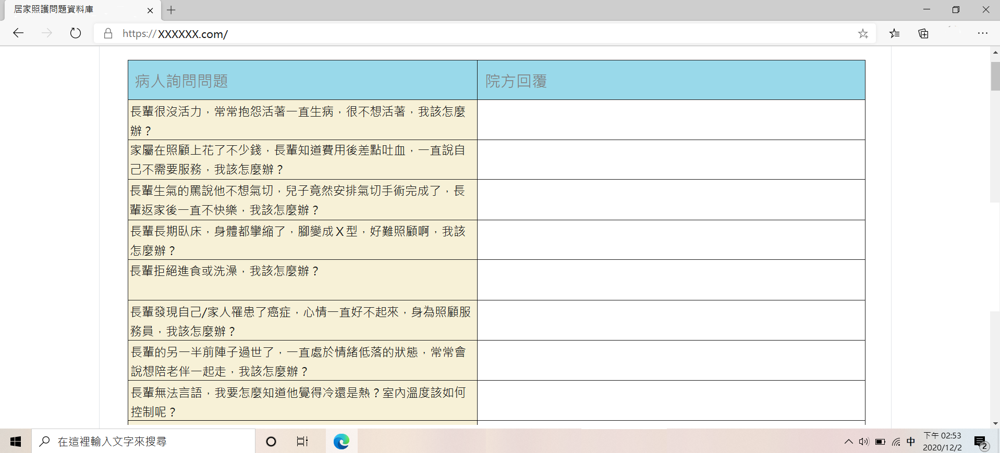 居家照護問題資料庫
https://XXXXXX.com/
病人詢問問題
院方回覆
長輩很沒活力，常常抱怨活著一直生病，很不想活著，我該怎麼
辦？
家屬在照顧上花了不少錢，長輩知道費用後差點吐血，一直說自
己不需要服務，我該怎麼辦？
長輩生氣的罵說他不想氣切，兒子竟然安排氣切手術完成了，長
輩返家後一直不快樂，我該怎麼辦？
長輩長期臥床，身體都攣縮了，腳變成X型，好難照顧啊，我該
怎麼辦？
長輩拒絕進食或洗澡，我該怎麼辦？
長輩發現自己/家人罹患了癌症，心情一直好不起來，身為照顧服
務員，我該怎麼辦？
長輩的另一半前陣子過世了，一直處於情緒低落的狀態，常常會
說想陪老伴一起走，我該怎麼辦？
長輩無法言語，我要怎麼知道他覺得冷還是熱？室內溫度該如何
控制呢？
在這裡輸入文字來搜尋
中
下午 02:53
2020/12/2
2